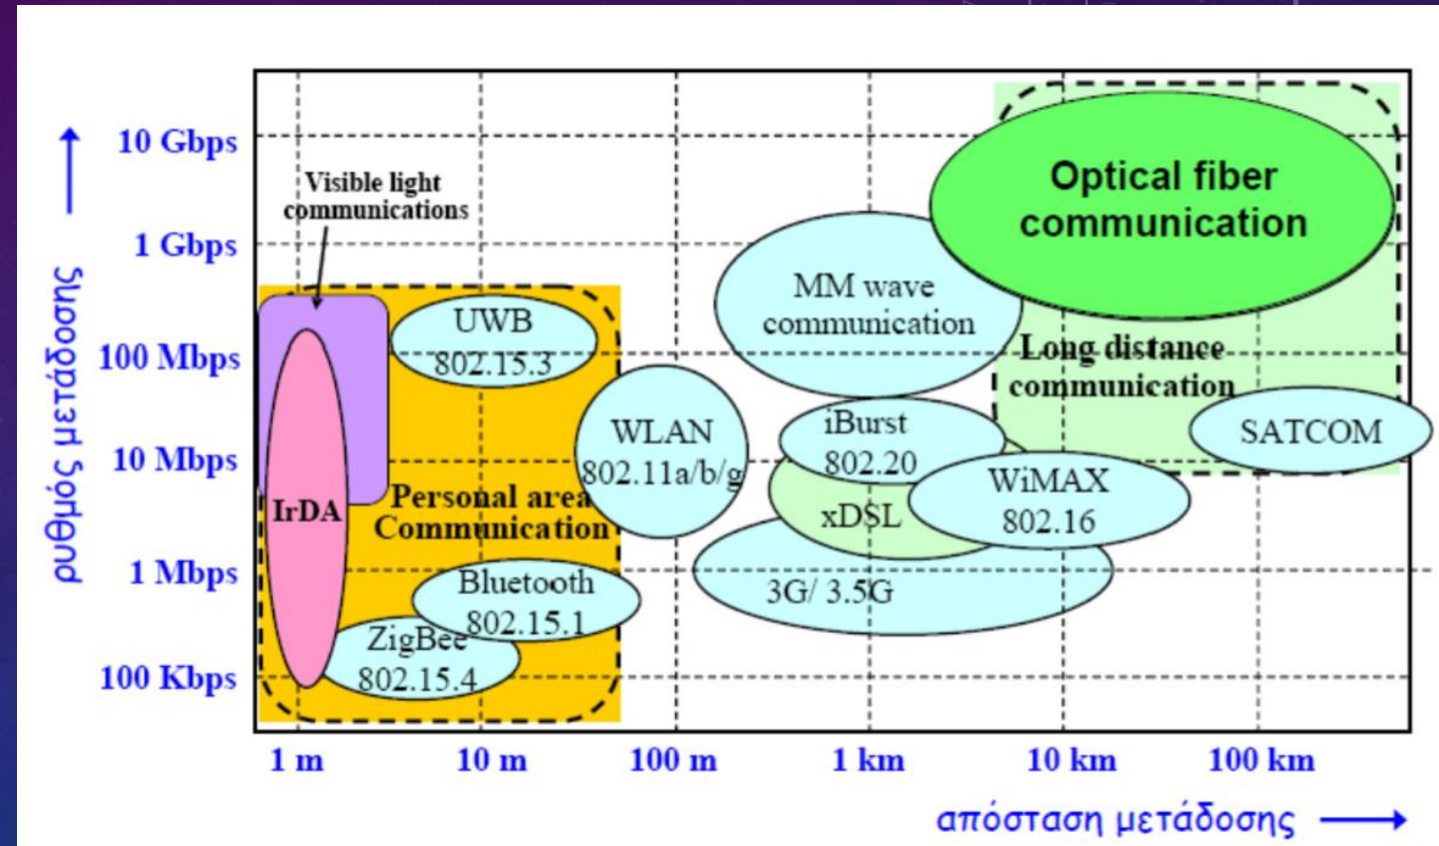 10 Gbps
1 Gbps
100 Mbps
10 Mbps
1 Mbps
100 Kbps
ρυθμός μετάδοσης
Visible light
communications
UWB
802.15.3
IrDA
Personal area
Communication
Bluetooth
802.15.1
ZigBee
802.15.4
WLAN
802.11a/b/g
MM wave
communication
iBurst
802.20
xDSL
WiMAX
802.16
3G/ 3.5G
Optical fiber
communication
Long distance
communication
SATCOM
1 m
10 m
100 m
1 km
10 km
100 km
απόσταση μετάδοσης